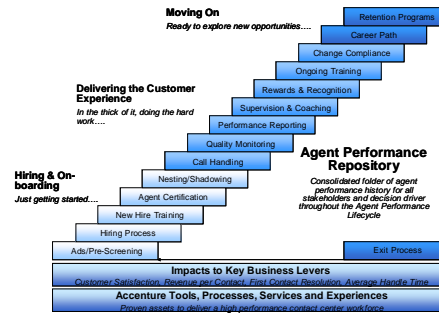 Moving On
Ready to explore new opportunities….
Retention Programs
Career Path
Change Compliance
Ongoing Training
Rewards & Recognition
Supervision & Coaching
Performance Reporting
Quality Monitoring
Call Handling
Nesting/Shadowing
Agent Certification
New Hire Training
Hiring Process
Ads/Pre-Screening
Delivering the Customer
Experience
In the thick of it, doing the hard
work….
Hiring & On-
boarding
Just getting started….
Agent Performance
Repository
Consolidated folder of agent
performance history for all
stakeholders and decision driver
throughout the Agent Performance
Lifecycle
Exit Process
Impacts to Key Business Levers
Customer Satisfaction, Revenue per Contact, First Contact Resolution, Average Handle Time
Accenture Tools, Processes, Services and Experiences
Proven assets to deliver a high performance contact center workforce